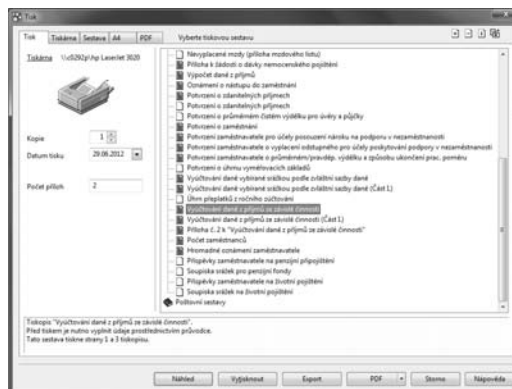 Tisk
Tisk Tiskárna Sestava A4 PDF
Vyberte tiskovou sestavu
Tiskárna \\c0292p\Hp LaserJet 3020
Kopie 1
Datum tisku 29.06.2012
Počet příloh 2
Nevyplacené mzdy (příloha mzdového listu)
Příloha k žádosti o dávky nemocenského pojištění
Výpočet daně z příjmů
Oznámení o nástupu do zaměstnání
Potvrzení o zdanitelných příjmech
Potvrzení o zdanitelných příjmech
Potvrzení o průměrném čistém výdělku pro úvěry a půjčky
Potvrzení o zaměstnání
Potvrzení zaměstnavatele pro účely posouzení nároku na podporu v nezaměstnanosti
Potvrzení zaměstnavatele o vyplacení odstupného pro účely poskytování podpory v nezaměstnanosti
Potvrzení zaměstnavatele o průměrném/pravděp. výdělku a způsobu ukončení prac. poměru
Potvrzení o úhrnu vyměřovacích základů
Vyúčtování daně vybírané srážkou podle zvláštní sazby daně
Vyúčtování daně vybírané srážkou podle zvláštní sazby daně (Část 1)
Úhrn přeplatků z ročního zúčtování
Vyúčtování daně z příjmů ze závislé činnosti
Vyúčtování daně z příjmů ze závislé činnosti (Část 1)
Příloha č. 2 k "Vyúčtování daně z příjmů ze závislé činnosti"
Počet zaměstnanců
Hromadné oznámení zaměstnavatele
Příspěvky zaměstnavatele na penzijní připojištění
Soupiska srážek pro penzijní fondy
Příspěvky zaměstnavatele na životní pojištění
Soupiska srážek na životní pojištění
Poštovní sestavy
Tiskopis "Vyúčtování daně z příjmů ze závislé činnosti".
Před tiskem je nutno vyplnit údaje prostřednictvím průvodce.
Tato sestava tiskne strany 1 a 3 tiskopisu.
Náhled Vytisknout Export PDF Storno Nápověda